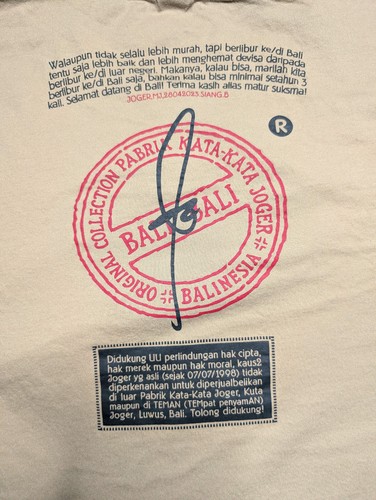 Walaupun tidak selalu lebih murah, tapi berlibur ke/di Bali
tentu saja lebih baik dan lebih menghemat devisa daripada
berlibur ke/di luar negeri. Makanya, kalau bisa, marilah kita
berlibur ke/di Bali saja, bahkan kalau bisa minimal setahun 3
kali. Selamat datang di Bali! Terima kasih alias matur suksma!
JOGER.MJ,28042023.SIANG.B
®
ORIGINAL COLLECTION PABRIK KATA-KATA JOGER
BALI BALI
BALINESIA
Didukung UU perlindungan hak cipta,
hak merek maupun hak moral, kaus2
Joger yg asli (sejak 07/07/1998) tidak
diperkenankan untuk diperjualbelikan
di luar Pabrik Kata-Kata Joger, Kuta
maupun di TEMAN (TEMpat penyamAN)
Joger, Luwus, Bali. Tolong didukung!